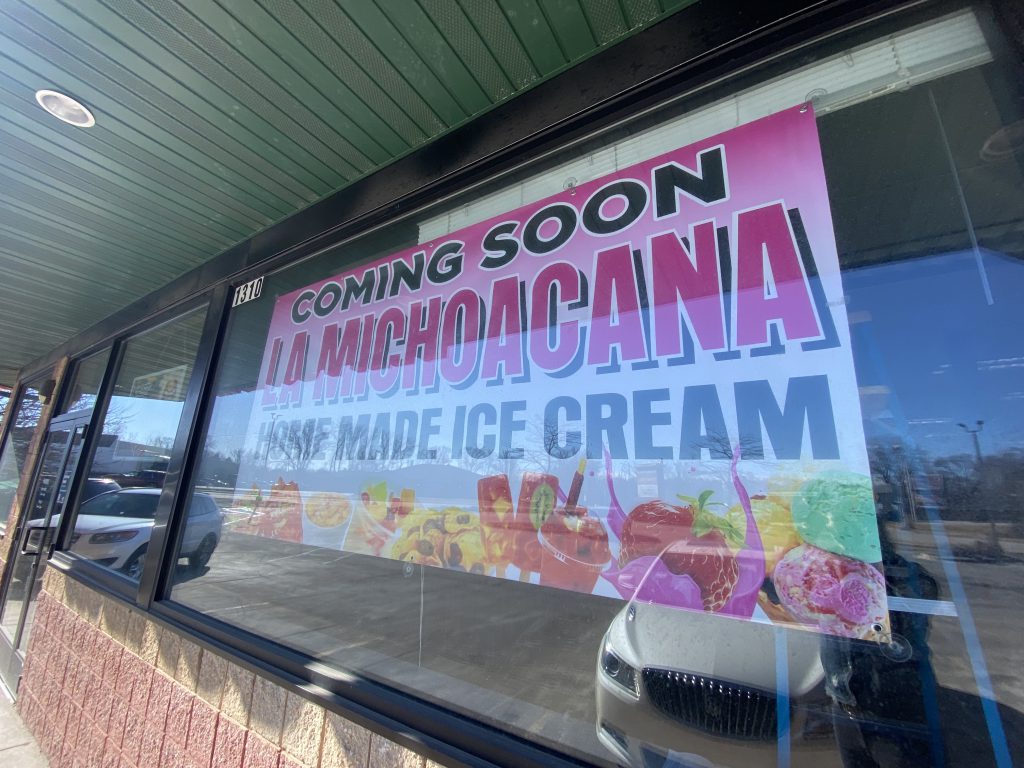 1310
COMING SOON
LA MICHOACANA
HOME MADE ICE CREAM